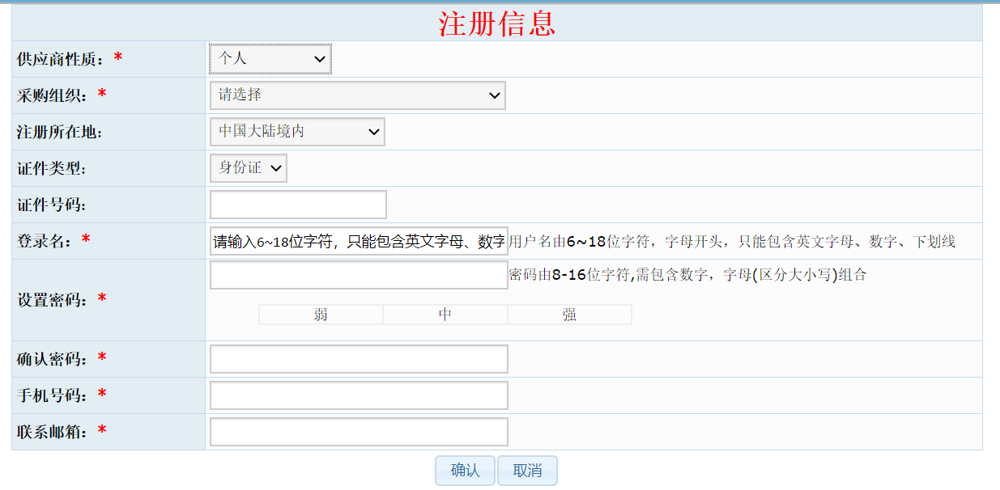 注册信息
供应商性质：* 个人
采购组织：* 请选择
注册所在地: 中国大陆境内
证件类型: 身份证
证件号码:
登录名：* 请输入6~18位字符，只能包含英文字母、数字 用户名由6~18位字符，字母开头，只能包含英文字母、数字、下划线
设置密码：* 密码由8-16位字符,需包含数字，字母(区分大小写)组合
弱 中 强
确认密码：*
手机号码：*
联系邮箱：*
确认 取消